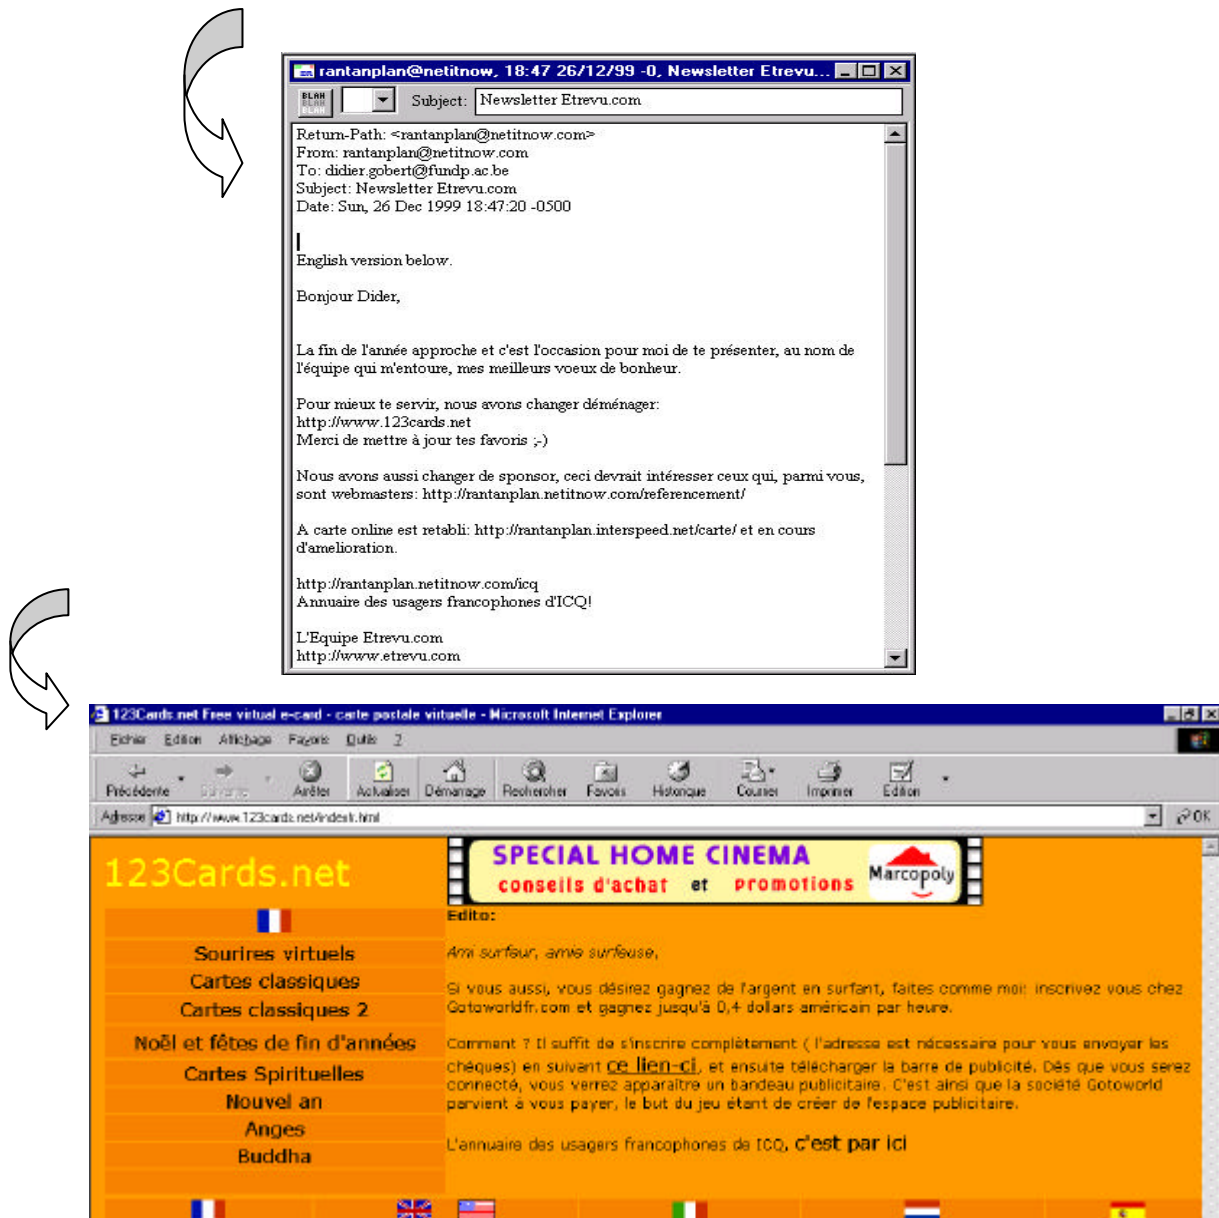 rantanplan@netitnow, 18:47 26/12/99 -0, Newsletter Etrevu...
BLAH
BLAH
BLAH
Subject: Newsletter Etrevu.com
Return-Path: <rantanplan@netitnow.com>
From: rantanplan@netitnow.com
To: didier.gobert@fundp.ac.be
Subject: Newsletter Etrevu.com
Date: Sun, 26 Dec 1999 18:47:20 -0500
English version below.
Bonjour Dider,
La fin de l'année approche et c'est l'occasion pour moi de te présenter, au nom de
l'équipe qui m'entoure, mes meilleurs voeux de bonheur.
Pour mieux te servir, nous avons changer déménager:
http://www.123cards.net
Merci de mettre à jour tes favoris ;-)
Nous avons aussi changer de sponsor, ceci devrait intéresser ceux qui, parmi vous,
sont webmasters: http://rantanplan.netitnow.com/referencement/
A carte online est retabli: http://rantanplan.interspeed.net/carte/ et en cours
d'amelioration.
http://rantanplan.netitnow.com/icq
Annuaire des usagers francophones d'ICQ!
L'Equipe Etrevu.com
http://www.etrevu.com
123Cards.net Free virtual e-card - carte postale virtuelle - Microsoft Internet Explorer
Fichier Edition Affichage Favoris Outils ?
Précédente Suivante Arrêter Actualiser Démarrage Rechercher Favoris Historique Courrier Imprimer Edition
Adresse http://www.123cards.net/indexfr.html OK
123Cards.net
SPECIAL HOME CINEMA
conseils d'achat et promotions
Marcopoly
Sourires virtuels
Cartes classiques
Cartes classiques 2
Noël et fêtes de fin d'années
Cartes Spirituelles
Nouvel an
Anges
Buddha
Edito:
Ami surfeur, amie surfeuse,
Si vous aussi, vous désirez gagnez de l'argent en surfant, faites comme moi: inscrivez vous chez
Gotoworldfr.com et gagnez jusqu'à 0,4 dollars américain par heure.
Comment ? Il suffit de s'inscrire complètement ( l'adresse est nécessaire pour vous envoyer les
chéques) en suivant ce lien-ci, et ensuite télécharger la barre de publicité. Dés que vous serez
connecté, vous verrez apparaître un bandeau publicitaire. C'est ainsi que la société Gotoworld
parvient à vous payer, le but du jeu étant de créer de l'espace publicitaire.
L'annuaire des usagers francophones de ICQ, c'est par ici